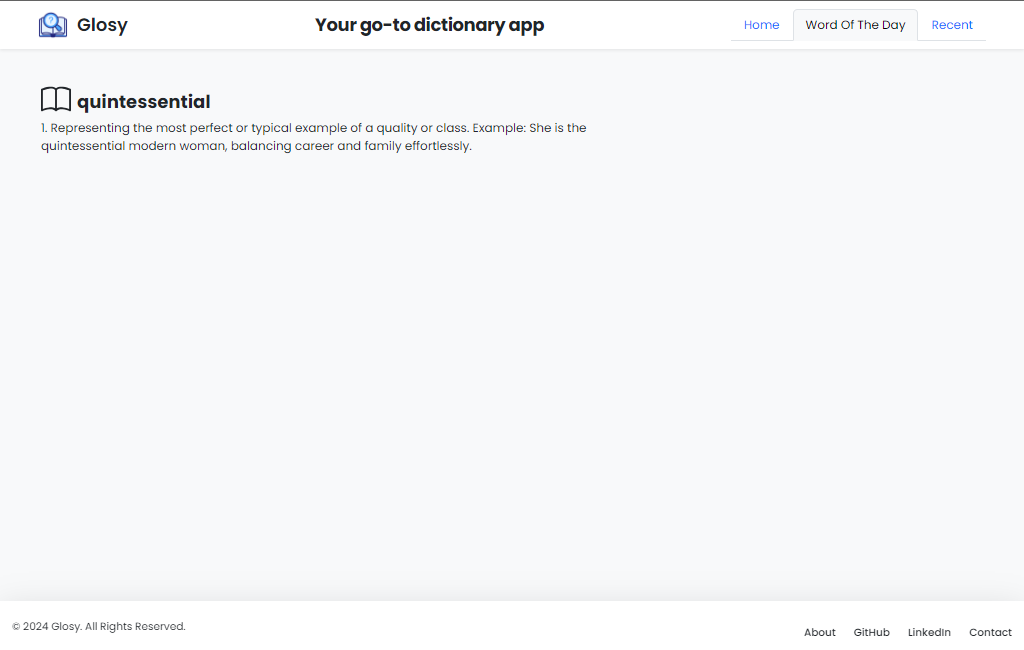 Glosy
Your go-to dictionary app
Home
Word Of The Day
Recent
quintessential
1. Representing the most perfect or typical example of a quality or class. Example: She is the
quintessential modern woman, balancing career and family effortlessly.
© 2024 Glosy. All Rights Reserved.
About
GitHub
LinkedIn
Contact